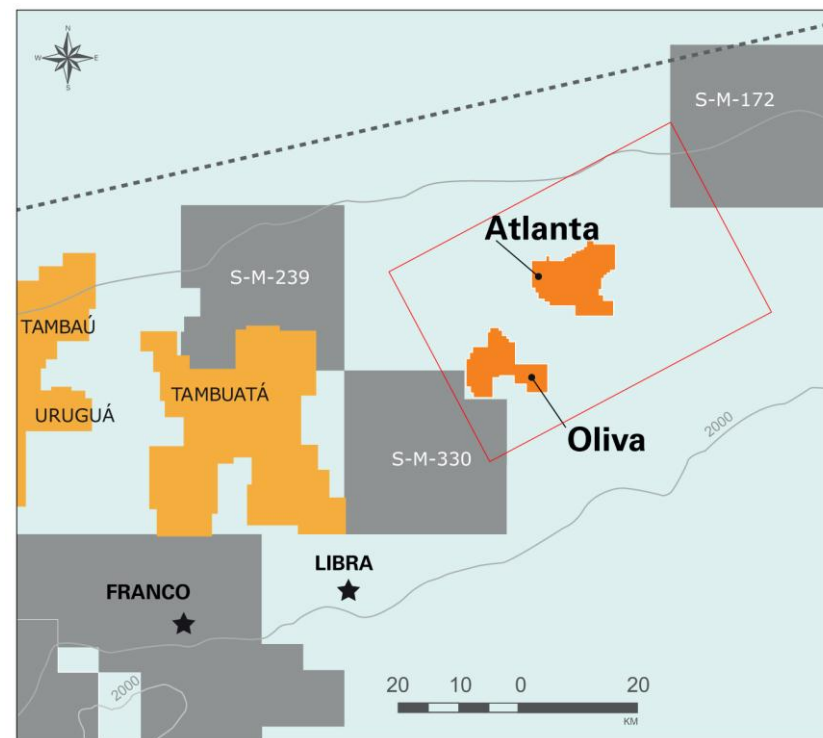 N
W E
S
S-M-172
Atlanta
S-M-239
TAMBAÚ
TAMBUATÁ
URUGUÁ
2000
Oliva
S-M-330
LIBRA
FRANCO
2000
20 10 0 20
KM